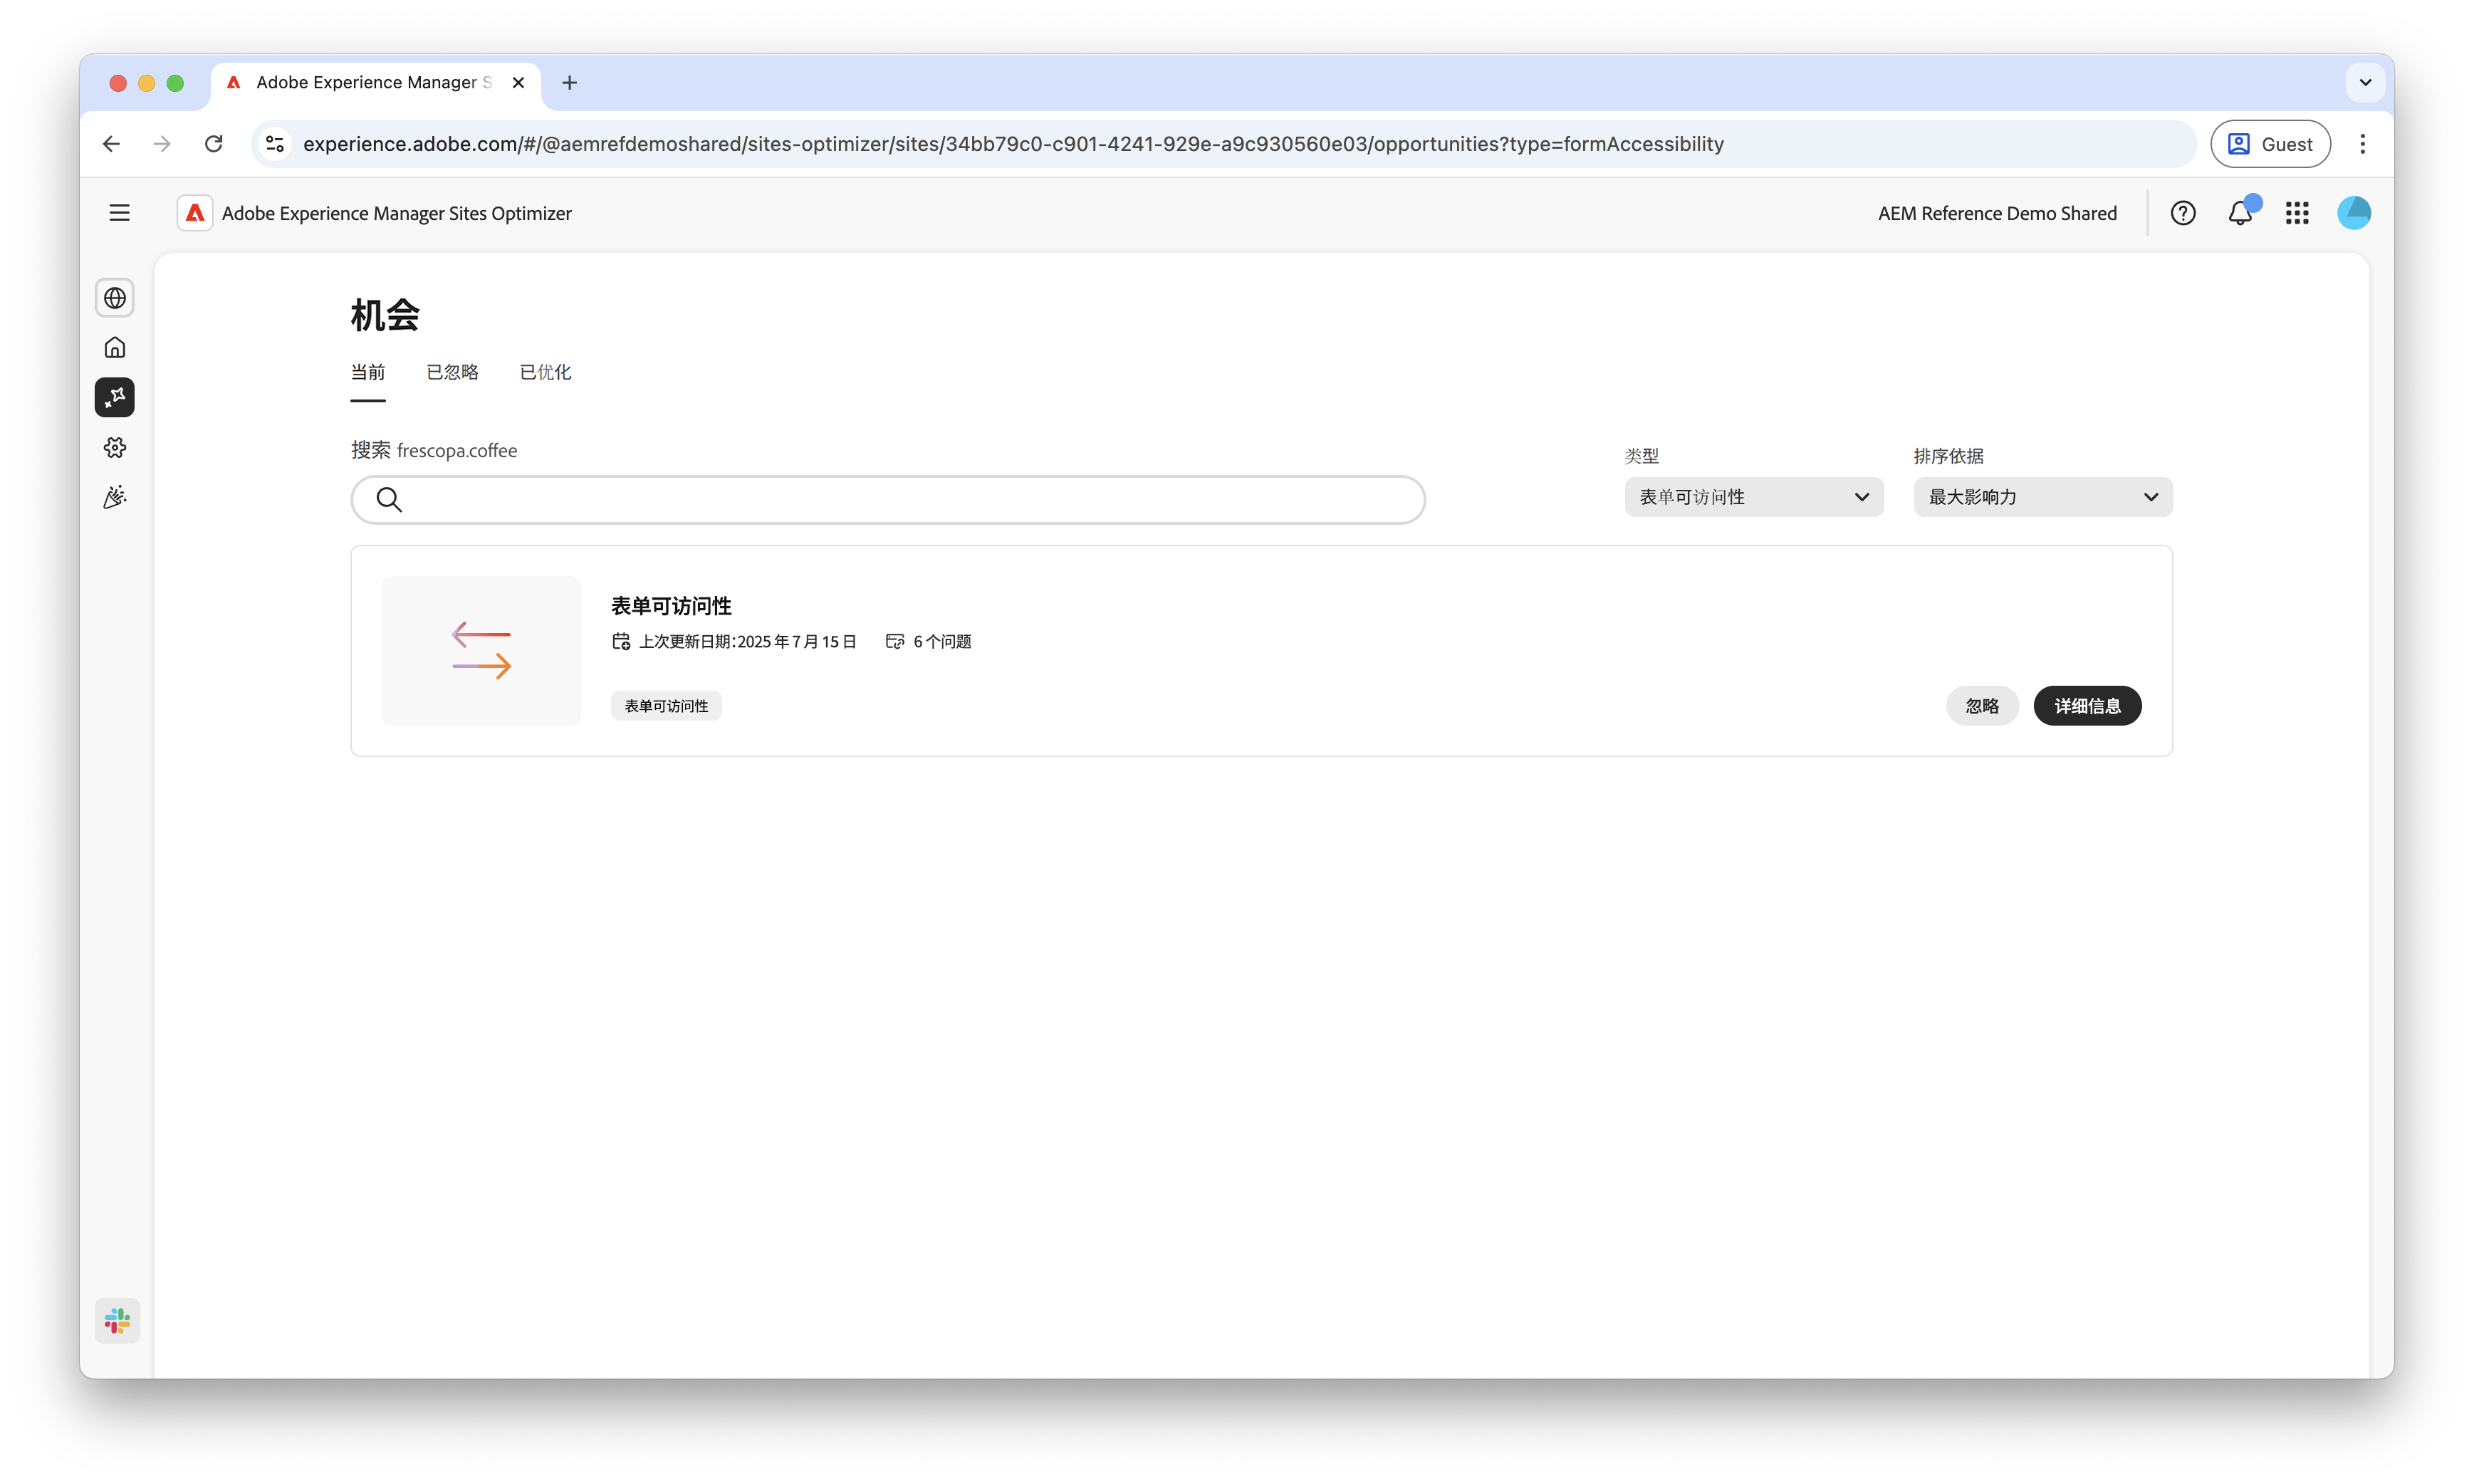 Adobe Experience Manager S
experience.adobe.com/#/@aemrefdemoshared/sites-optimizer/sites/34bb79c0-c901-4241-929e-a9c930560e03/opportunities?type=formAccessibility
Guest
Adobe Experience Manager Sites Optimizer
AEM Reference Demo Shared
机会
当前 已忽略 已优化
搜索 frescopa.coffee
类型
排序依据
表单可访问性
最大影响力
表单可访问性
上次更新日期：2025 年 7 月 15 日 6 个问题
表单可访问性
忽略
详细信息